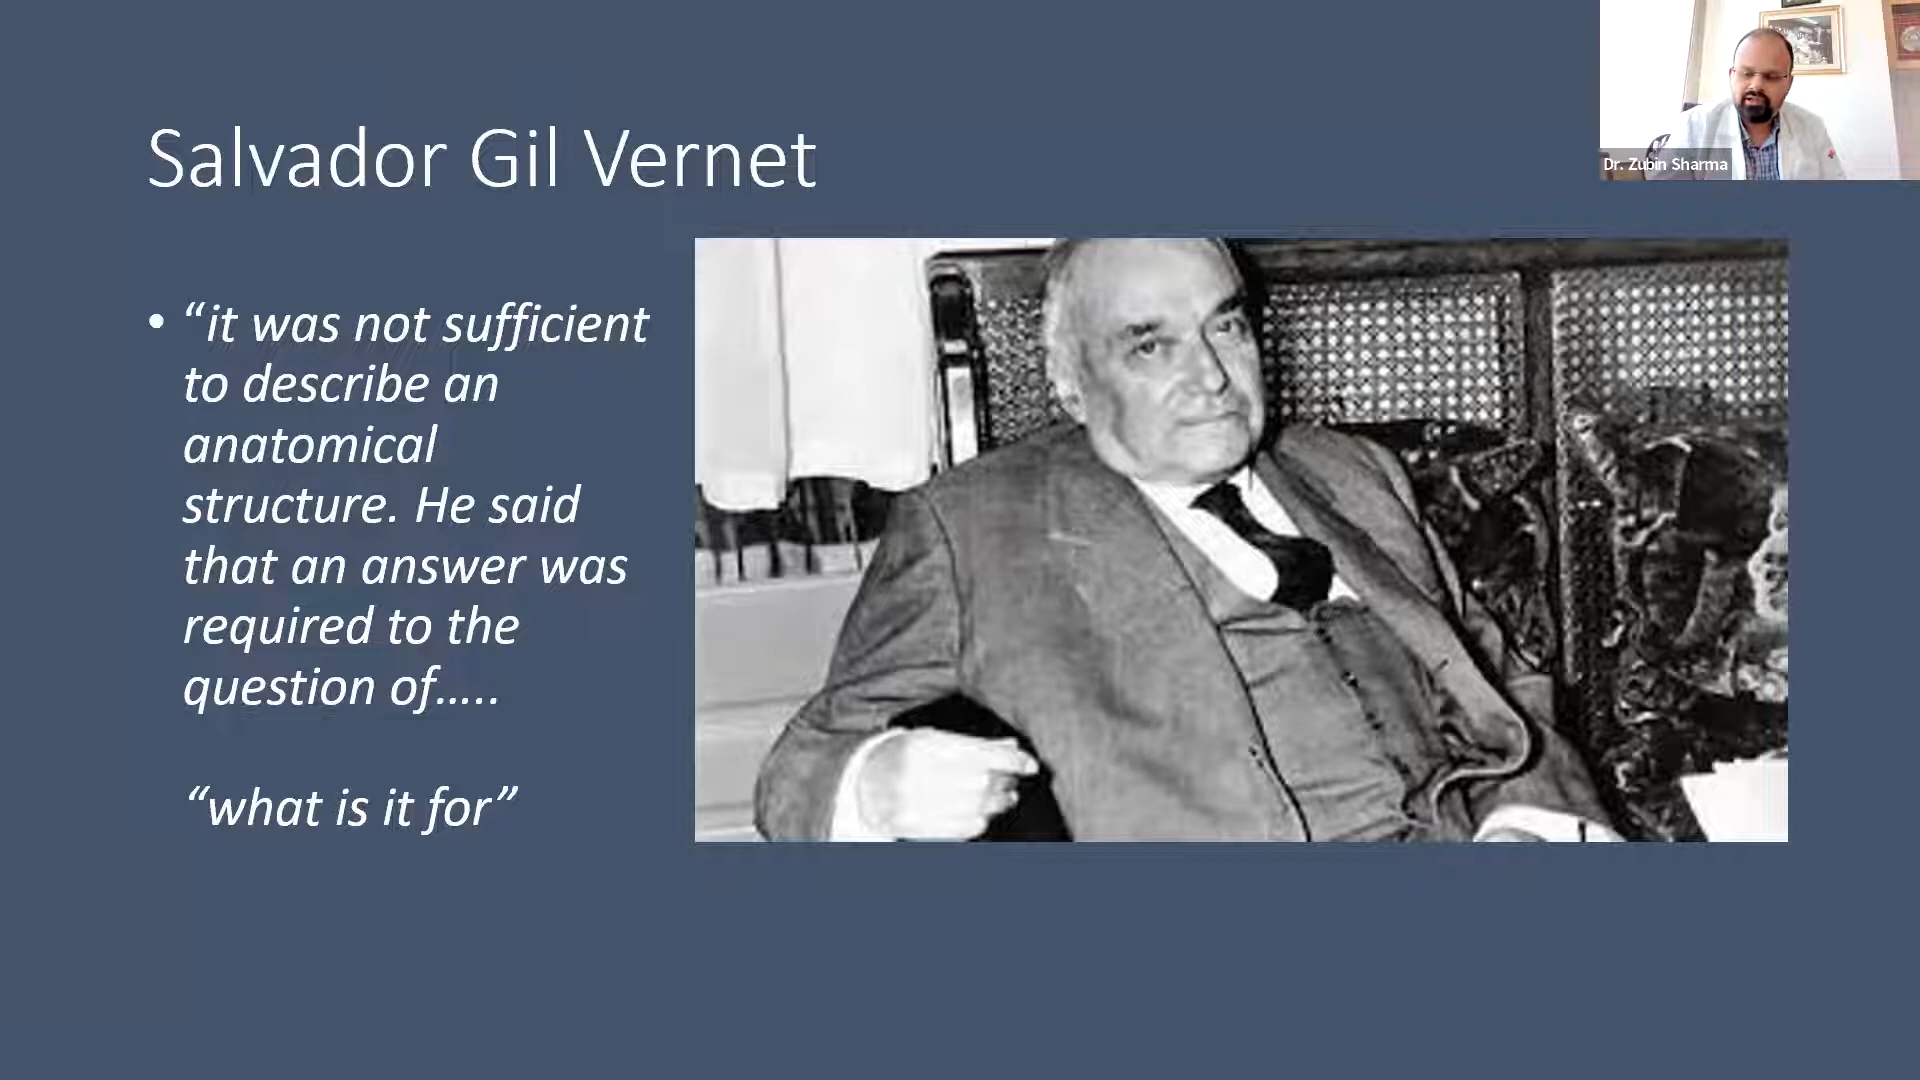 Salvador Gil Vernet
Dr. Zubin Sharma
• “it was not sufficient
to describe an
anatomical
structure. He said
that an answer was
required to the
question of…..
“what is it for”